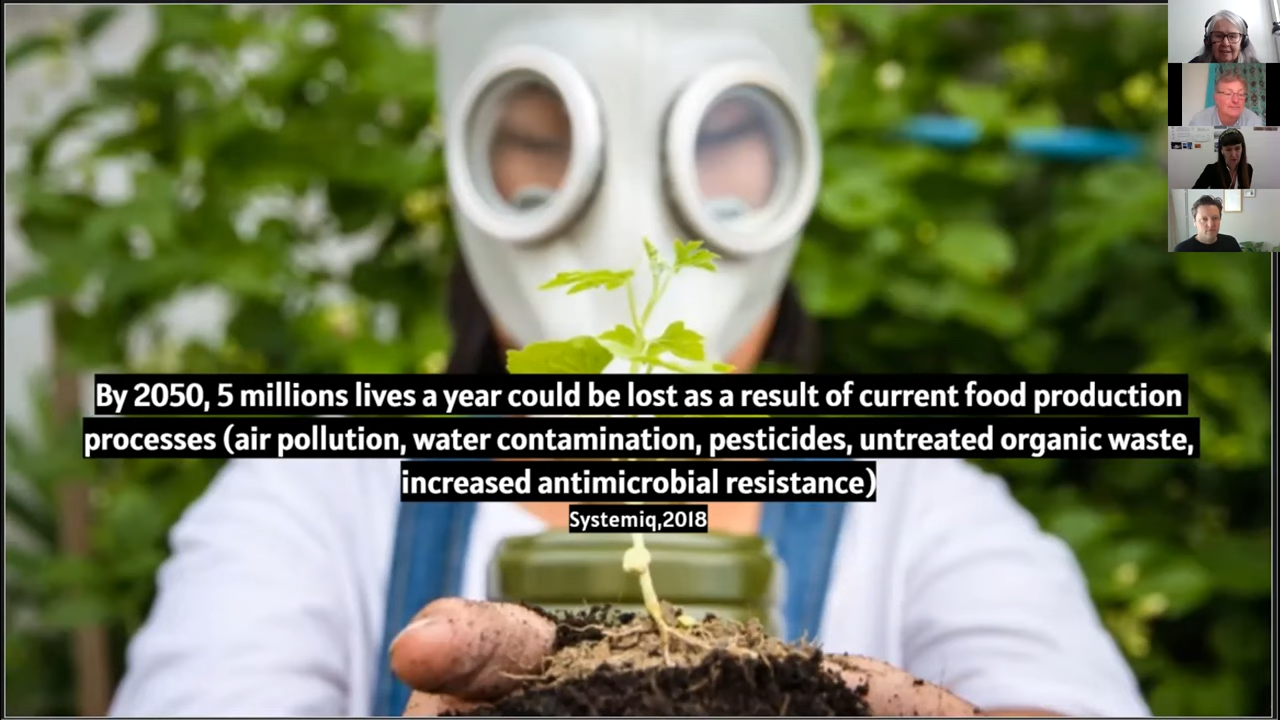 By 2050, 5 millions lives a year could be lost as a result of current food production
processes (air pollution, water contamination, pesticides, untreated organic waste,
increased antimicrobial resistance)
Systemiq,2018